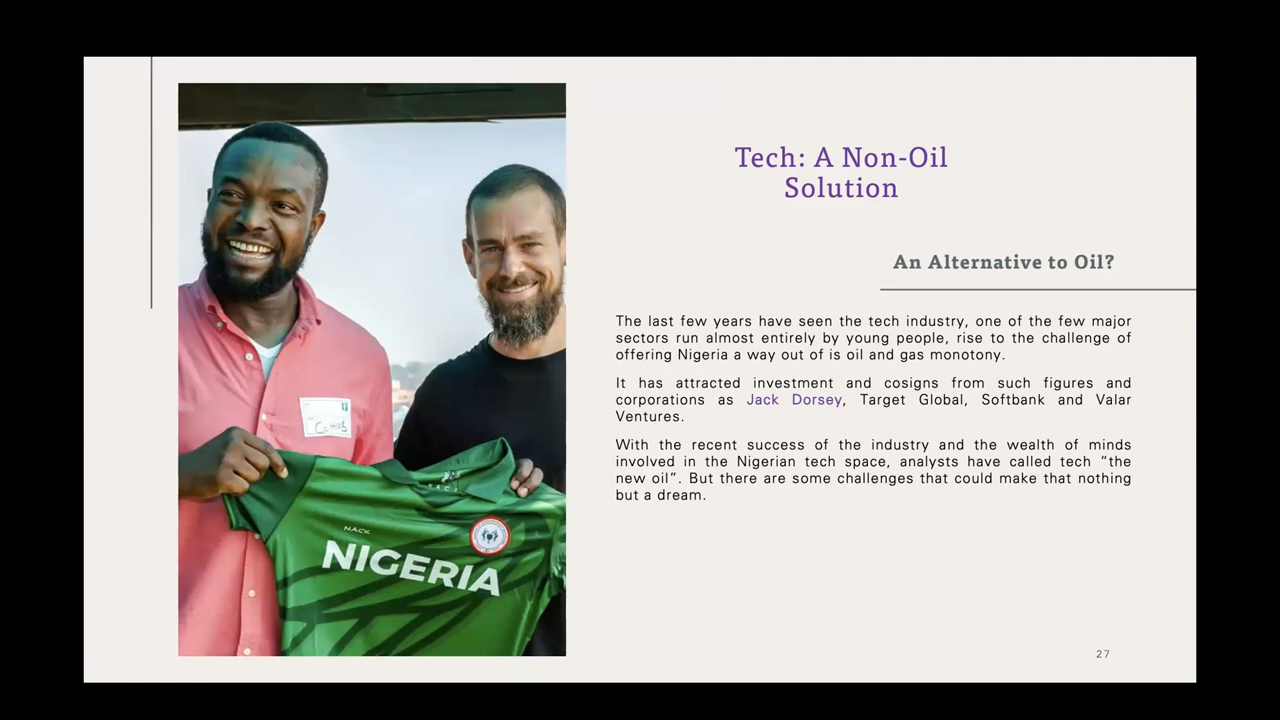 Tech: A Non-Oil
Solution
An Alternative to Oil?
The last few years have seen the tech industry, one of the few major
sectors run almost entirely by young people, rise to the challenge of
offering Nigeria a way out of is oil and gas monotony.
It has attracted investment and cosigns from such figures and
corporations as Jack Dorsey, Target Global, Softbank and Valar
Ventures.
With the recent success of the industry and the wealth of minds
involved in the Nigerian tech space, analysts have called tech “the
new oil”. But there are some challenges that could make that nothing
but a dream.
NACK
NIGERIA
27